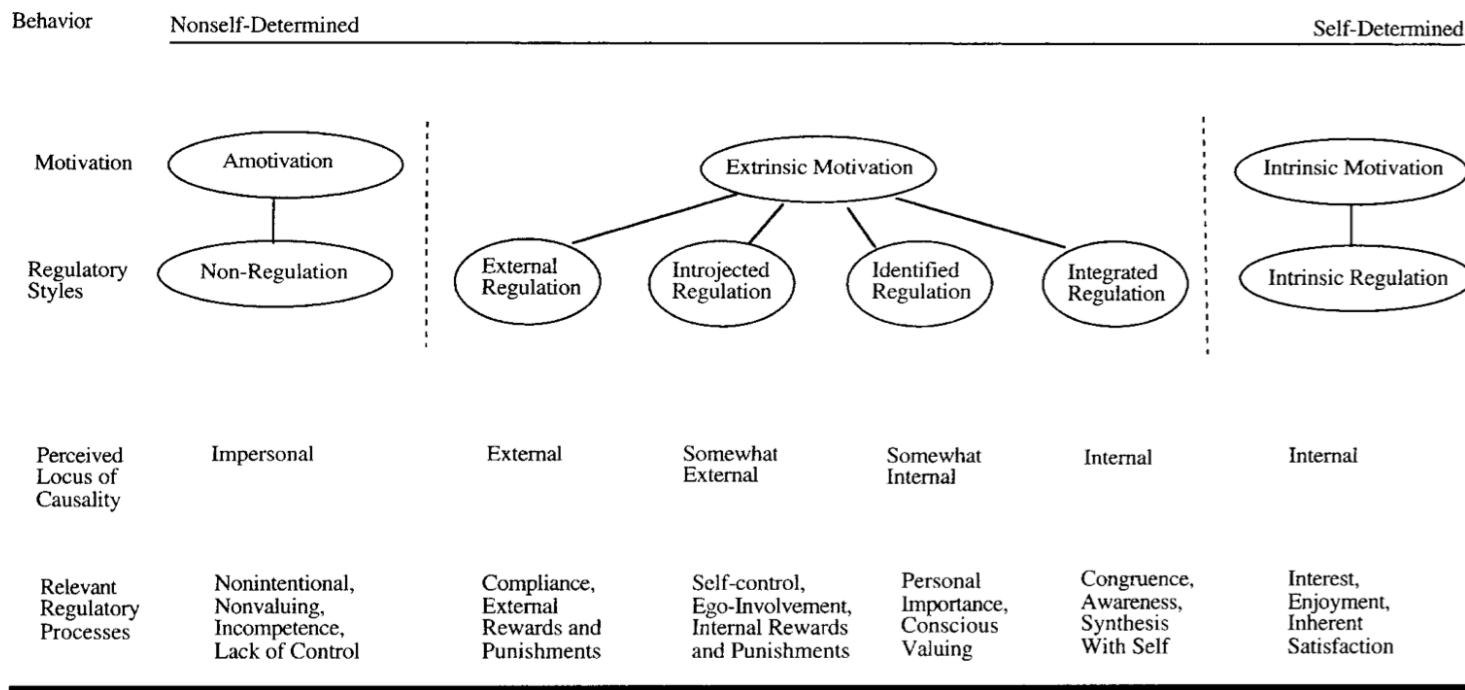 Behavior
Nonself-Determined
Self-Determined
Motivation
Amotivation
Extrinsic Motivation
Intrinsic Motivation
Regulatory
Styles
Non-Regulation
External
Regulation
Introjected
Regulation
Identified
Regulation
Integrated
Regulation
Intrinsic Regulation
Perceived
Locus of
Causality
Impersonal
External
Somewhat
External
Somewhat
Internal
Internal
Internal
Relevant
Regulatory
Processes
Nonintentional,
Nonvaluing,
Incompetence,
Lack of Control
Compliance,
External
Rewards and
Punishments
Self-control,
Ego-Involvement,
Internal Rewards
and Punishments
Personal
Importance,
Conscious
Valuing
Congruence,
Awareness,
Synthesis
With Self
Interest,
Enjoyment,
Inherent
Satisfaction